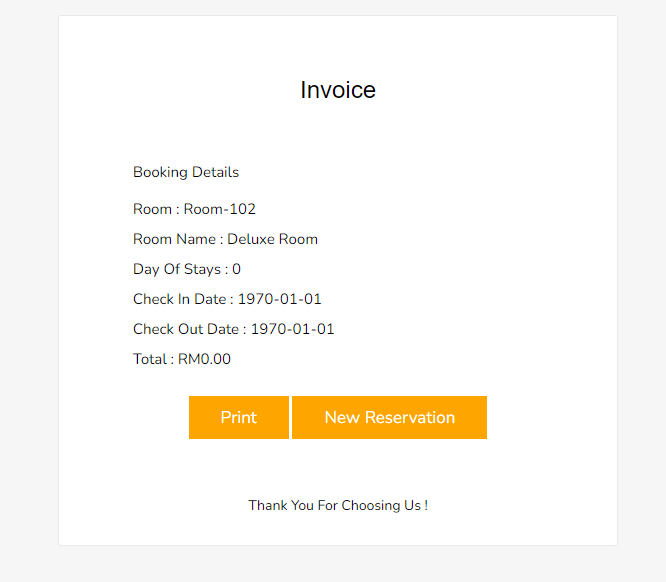 Invoice
Booking Details
Room : Room-102
Room Name : Deluxe Room
Day Of Stays : 0
Check In Date : 1970-01-01
Check Out Date : 1970-01-01
Total : RM0.00
Print New Reservation
Thank You For Choosing Us !